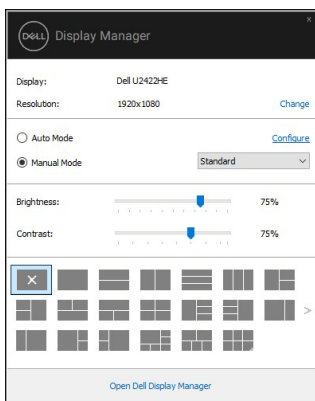 x
DELL Display Manager
Display: Dell U2422HE
Resolution: 1920x1080 Change
Auto Mode Configure
Manual Mode Standard
Brightness: 75%
Contrast: 75%
Open Dell Display Manager